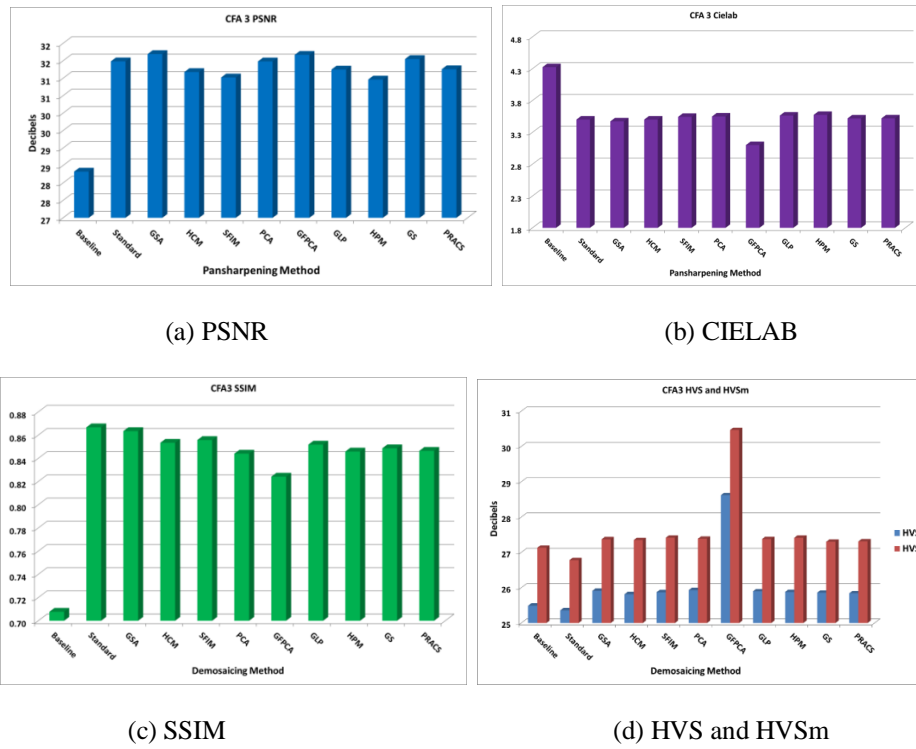 CFA 3 PSNR
Decibels
32
32
31
31
30
30
29
29
28
28
27
Baseline
Standard
GSA
HCM
SFIM
PCA
GFPCA
GLP
HPM
GS
PRACS
Pansharpening Method
(a) PSNR
CFA 3 Cielab
4.8
4.3
3.8
3.3
2.8
2.3
1.8
Baseline
Standard
GSA
HCM
SFIM
PCA
GFPCA
GLP
HPM
GS
PRACS
Pansharpening Method
(b) CIELAB
CFA3 SSIM
0.88
0.86
0.84
0.82
0.80
0.78
0.76
0.74
0.72
0.70
Baseline
Standard
GSA
HCM
SFIM
PCA
GFPCA
GLP
HPM
GS
PRACS
Demosaicing Method
(c) SSIM
CFA3 HVS and HVSm
Decibels
31
30
29
28
27
26
25
Baseline
Standard
GSA
HCM
SFIM
PCA
GFPCA
GLP
HPM
GS
PRACS
Demosaicing Method
HVS
HVS
(d) HVS and HVSm